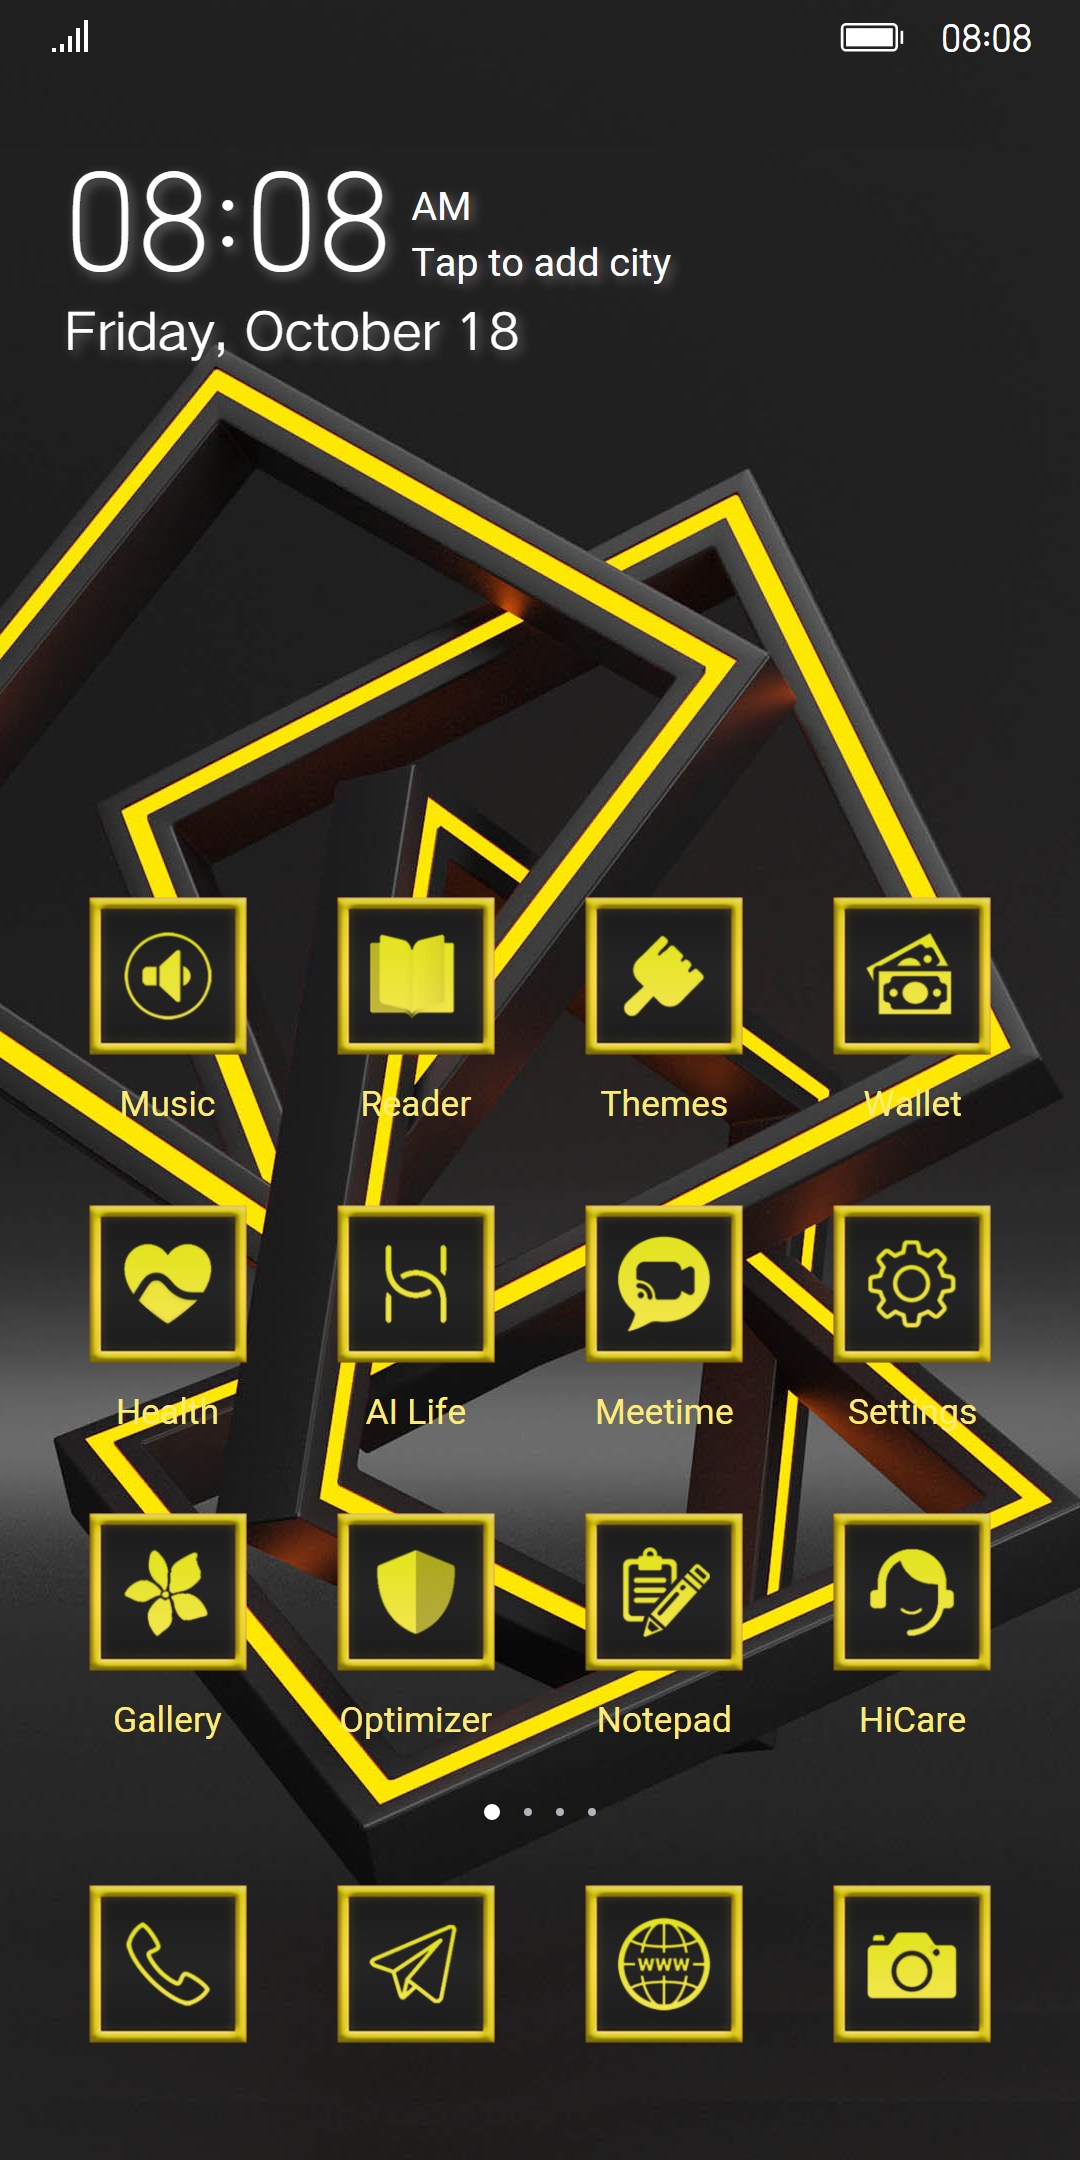 08:08
08:08 AM
Tap to add city
Friday, October 18
Music Reader Themes Wallet
Health AI Life Meetime Settings
Gallery Optimizer Notepad HiCare
WWW